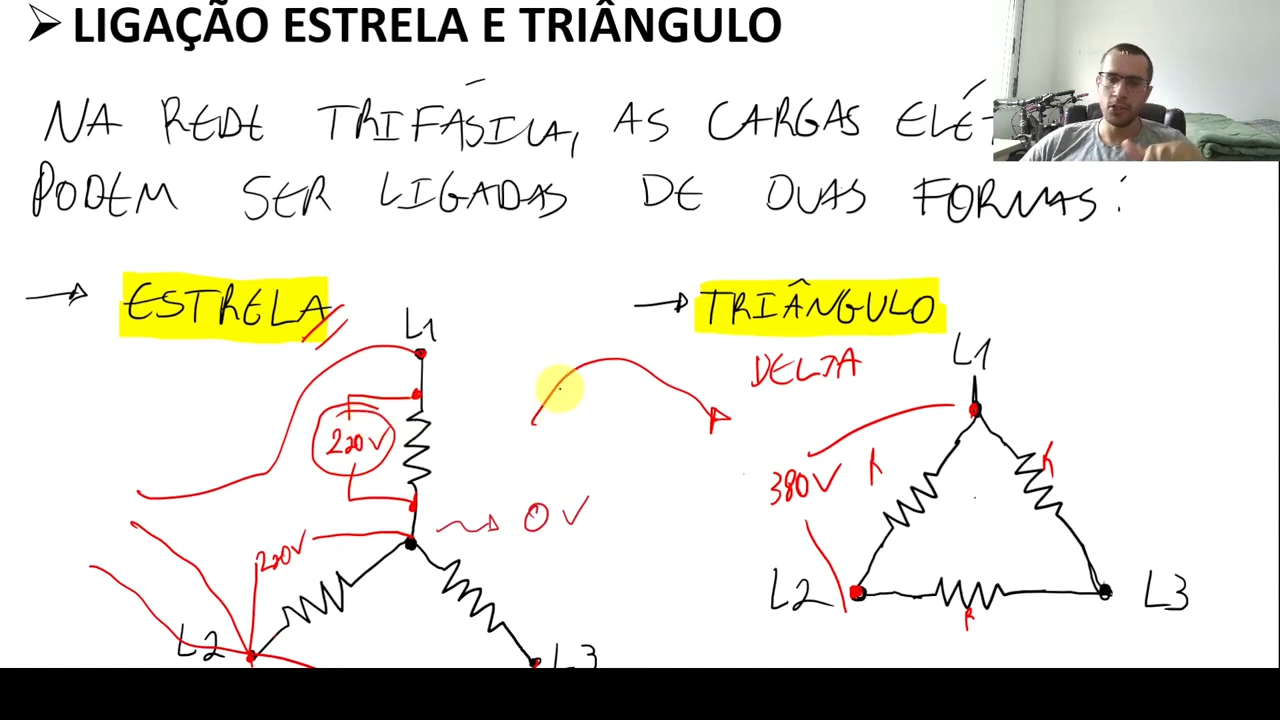 ➤ LIGAÇÃO ESTRELA E TRIÂNGULO
NA REDE TRIFÁSICA, AS CARGAS ELÉ
PODEM SER LIGADAS DE DUAS FORMAS:
→ ESTRELA
→ TRIÂNGULO
L1
L1
DELTA
220V
380V
R
R
0V
220V
L2
L3
R
L2
L3